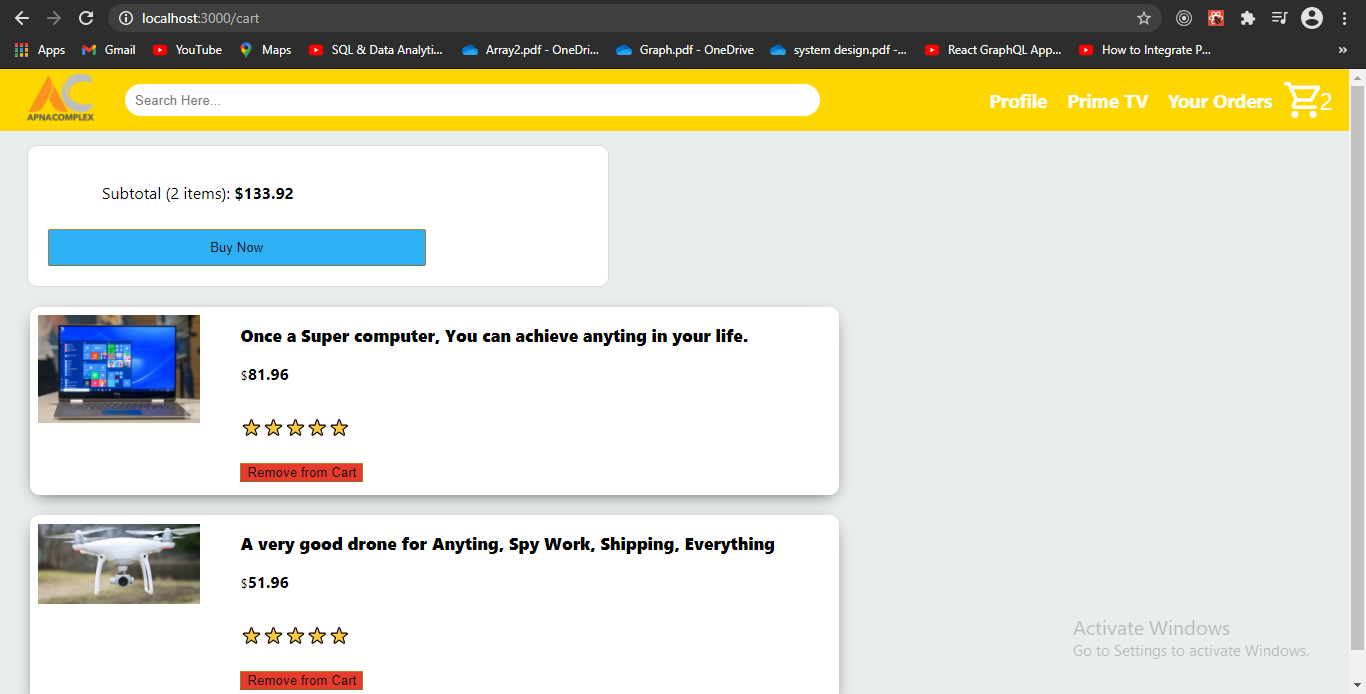 localhost:3000/cart
Apps Gmail YouTube Maps SQL & Data Analyti... Array2.pdf - OneDri... Graph.pdf - OneDrive system design.pdf -... React GraphQL App... How to Integrate P... »
AC
APNACOMPLEX
Search Here...
Profile Prime TV Your Orders 2
Subtotal (2 items): $133.92
Buy Now
Once a Super computer, You can achieve anyting in your life.
$81.96
Remove from Cart
A very good drone for Anyting, Spy Work, Shipping, Everything
$51.96
Remove from Cart
Activate Windows
Go to Settings to activate Windows.